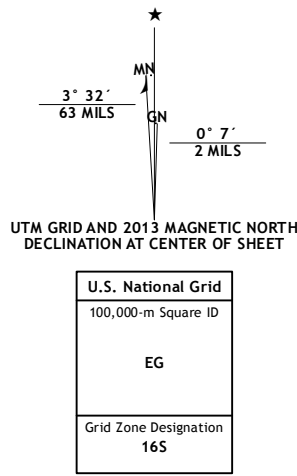 ★
MN
3° 32´
63 MILS
GN
0° 7´
2 MILS
UTM GRID AND 2013 MAGNETIC NORTH
DECLINATION AT CENTER OF SHEET
U.S. National Grid
100,000-m Square ID
EG
Grid Zone Designation
16S